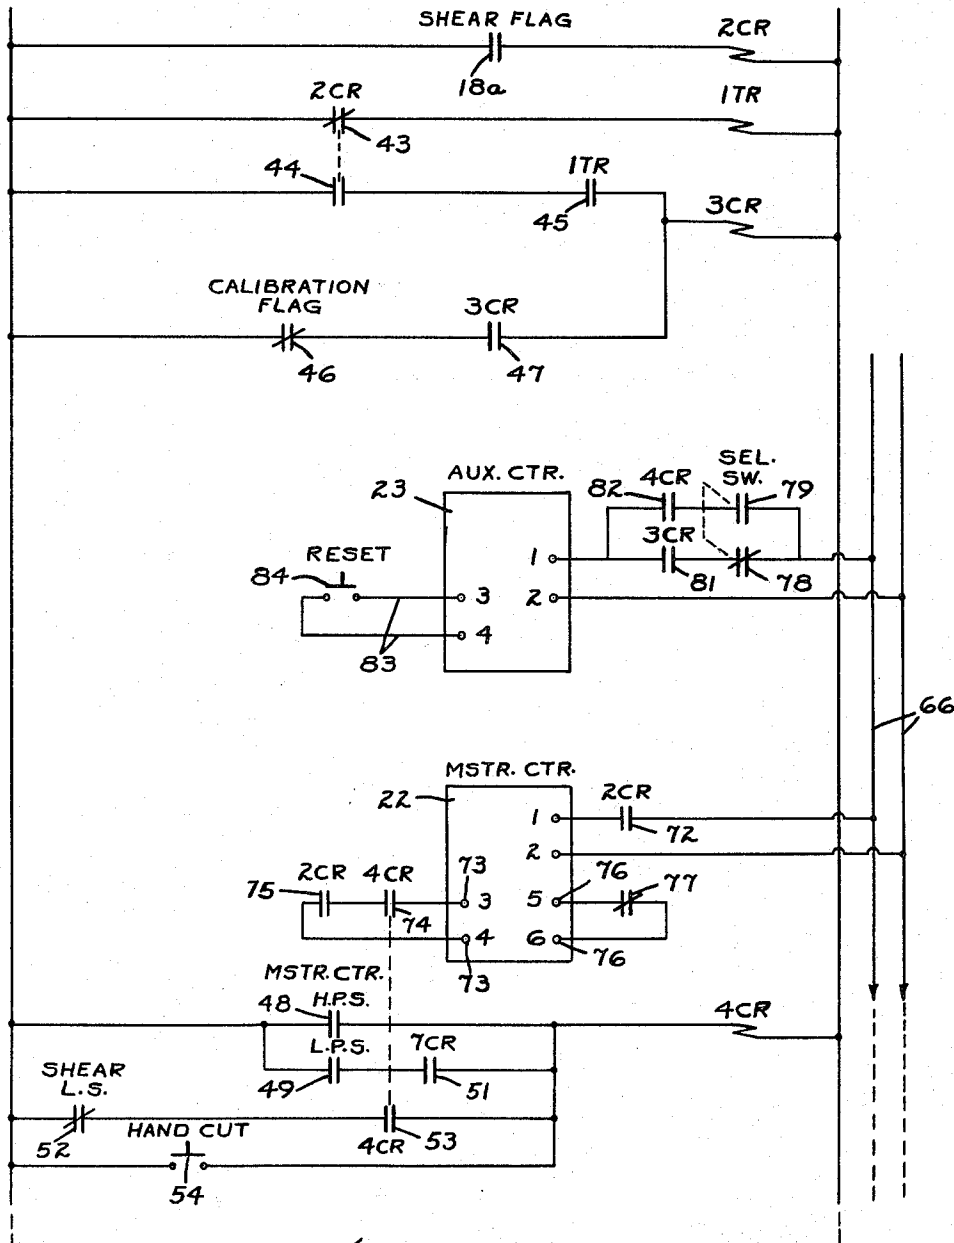 SHEAR FLAG
2CR
18a
2CR
1TR
43
44
1TR
45
3CR
CALIBRATION
FLAG
3CR
46
47
AUX. CTR.
SEL.
SW.
23
82
4CR
79
1
3CR
81
78
RESET
84
3
2
4
83
66
MSTR. CTR.
22
2CR
1
72
2
75
2CR
4CR
73
76
77
3
5
74
4
6
73
76
MSTR. CTR.
48
H.P.S.
4CR
L.P.S.
7CR
49
51
SHEAR
L.S.
52
HAND CUT
4CR
53
54